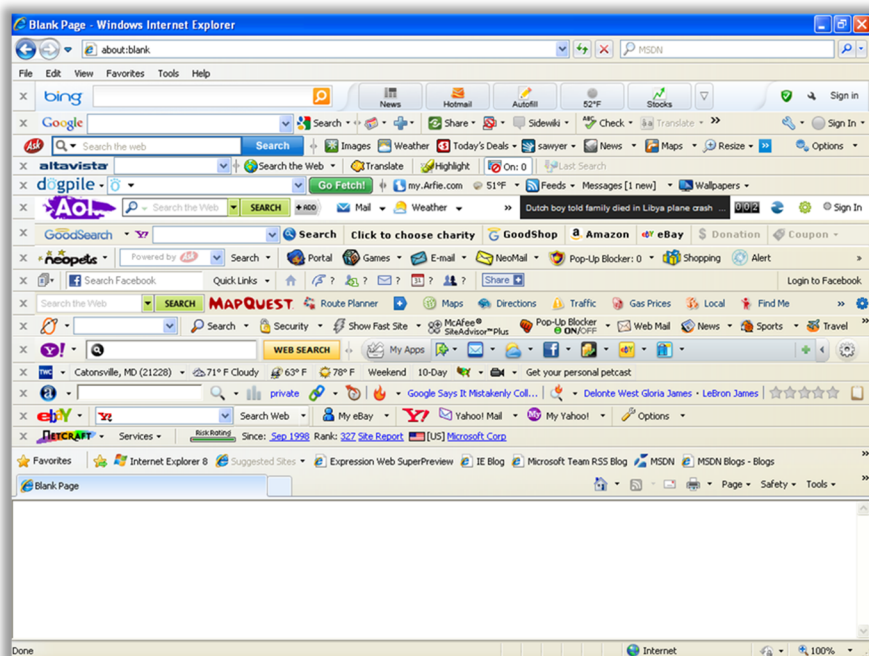 Blank Page - Windows Internet Explorer
about:blank MSDN
File Edit View Favorites Tools Help
x bing News Hotmail Autofill 52°F Stocks Sign in
x Google Search Share Sidewiki Check Translate Sign In
Ask Search the web Search Images Weather Today's Deals sawyer News Maps Resize Options
x altavista Search the Web Translate Highlight On: 0 Last Search
x dogpile Go Fetch! my.Arfie.com 51°F Feeds Messages [1 new] Wallpapers
x Aol. Search the Web SEARCH + ADD Mail Weather Dutch boy told family died in Libya plane crash ... 002 Sign In
x GoodSearch Search Click to choose charity GoodShop Amazon eBay Donation Coupon
x neopets Powered by Ask Search Portal Games E-mail NeoMail Pop-Up Blocker: 0 Shopping Alert
x Search Facebook Quick Links ? ? ? ? ? Share Login to Facebook
Search the Web SEARCH MAPQUEST Route Planner Maps Directions Traffic Gas Prices Local Find Me
x Search Security Show Fast Site McAfee® SiteAdvisor™Plus Pop-Up Blocker ON/OFF Web Mail News Sports Travel
x Y! WEB SEARCH My Apps
x TWC Catonsville, MD (21228) 71° F Cloudy 63° F 78° F Weekend 10-Day Get your personal petcast
x a private Google Says It Mistakenly Coll... Delonte West Gloria James LeBron James
x ebY Y! Search Web My eBay Y! Yahoo! Mail My Yahoo! Options
x NETCRAFT Services Risk Rating Since: Sep 1998 Rank: 327 Site Report [US] Microsoft Corp
Favorites Internet Explorer 8 Suggested Sites Expression Web SuperPreview IE Blog Microsoft Team RSS Blog MSDN MSDN Blogs - Blogs
Blank Page Page Safety Tools
Done Internet 100%